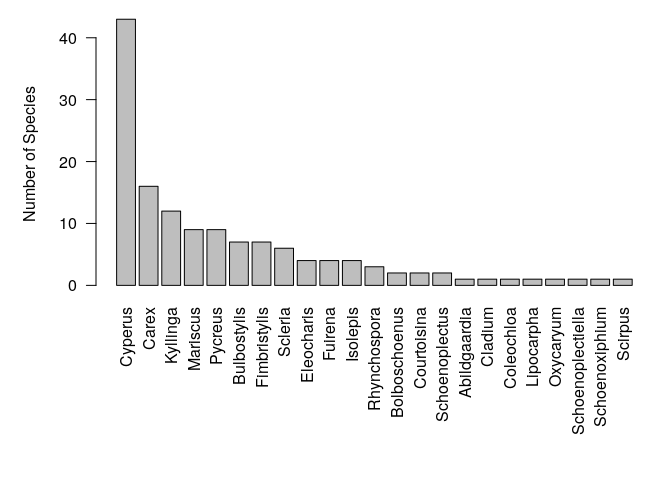 Number of Species
40
30
20
10
0
Cyperus
Carex
Kyllinga
Mariscus
Pycreus
Bulbostylis
Fimbristylis
Scleria
Eleocharis
Fuirena
Isolepis
Rhynchospora
Bolboschoenus
Courtoisina
Schoenoplectus
Abildgaardia
Cladium
Coleochloa
Lipocarpha
Oxycaryum
Schoenoplectiella
Schoenoxiphium
Scirpus